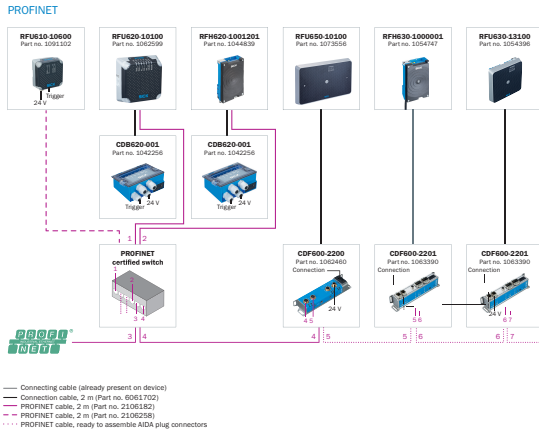 PROFINET
RFU610-10600
Part no. 1091102
Trigger
24 V
RFU620-10100
Part no. 1062599
RFH620-1001201
Part no. 1044839
RFU650-10100
Part no. 1073556
RFH630-1000001
Part no. 1054747
RFU630-13100
Part no. 1054396
CDB620-001
Part no. 1042256
24 V
Trigger
CDB620-001
Part no. 1042256
24 V
Trigger
1 2
PROFINET
certified switch
1
2
3 4
3 4
CDF600-2200
Part no. 1062460
Connection
24 V
4 5
4 5
CDF600-2201
Part no. 1063390
Connection
5 6
5 6
CDF600-2201
Part no. 1063390
Connection
24 V
6 7
6 7
PROFI
NET
Connecting cable (already present on device)
Connection cable, 2 m (Part no. 6061702)
PROFINET cable, 2 m (Part no. 2106182)
PROFINET cable, 2 m (Part no. 2106258)
PROFINET cable, ready to assemble AIDA plug connectors